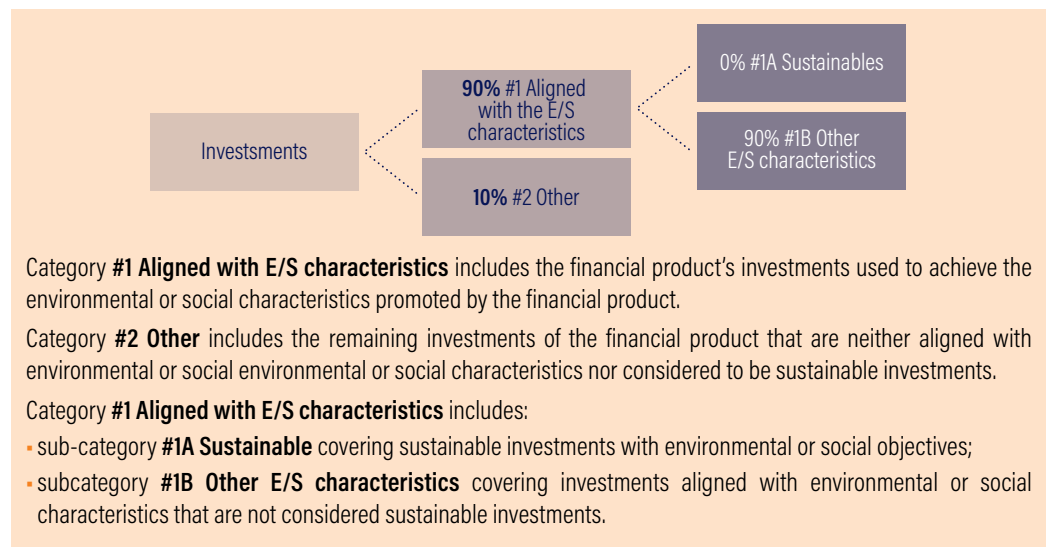 0% #1A Sustainables
90% #1 Aligned
with the E/S
characteristics
Investsments
90% #1B Other
E/S characteristics
10% #2 Other
Category #1 Aligned with E/S characteristics includes the financial product's investments used to achieve the
environmental or social characteristics promoted by the financial product.
Category #2 Other includes the remaining investments of the financial product that are neither aligned with
environmental or social environmental or social characteristics nor considered to be sustainable investments.
Category #1 Aligned with E/S characteristics includes:
▪ sub-category #1A Sustainable covering sustainable investments with environmental or social objectives;
▪ subcategory #1B Other E/S characteristics covering investments aligned with environmental or social
characteristics that are not considered sustainable investments.